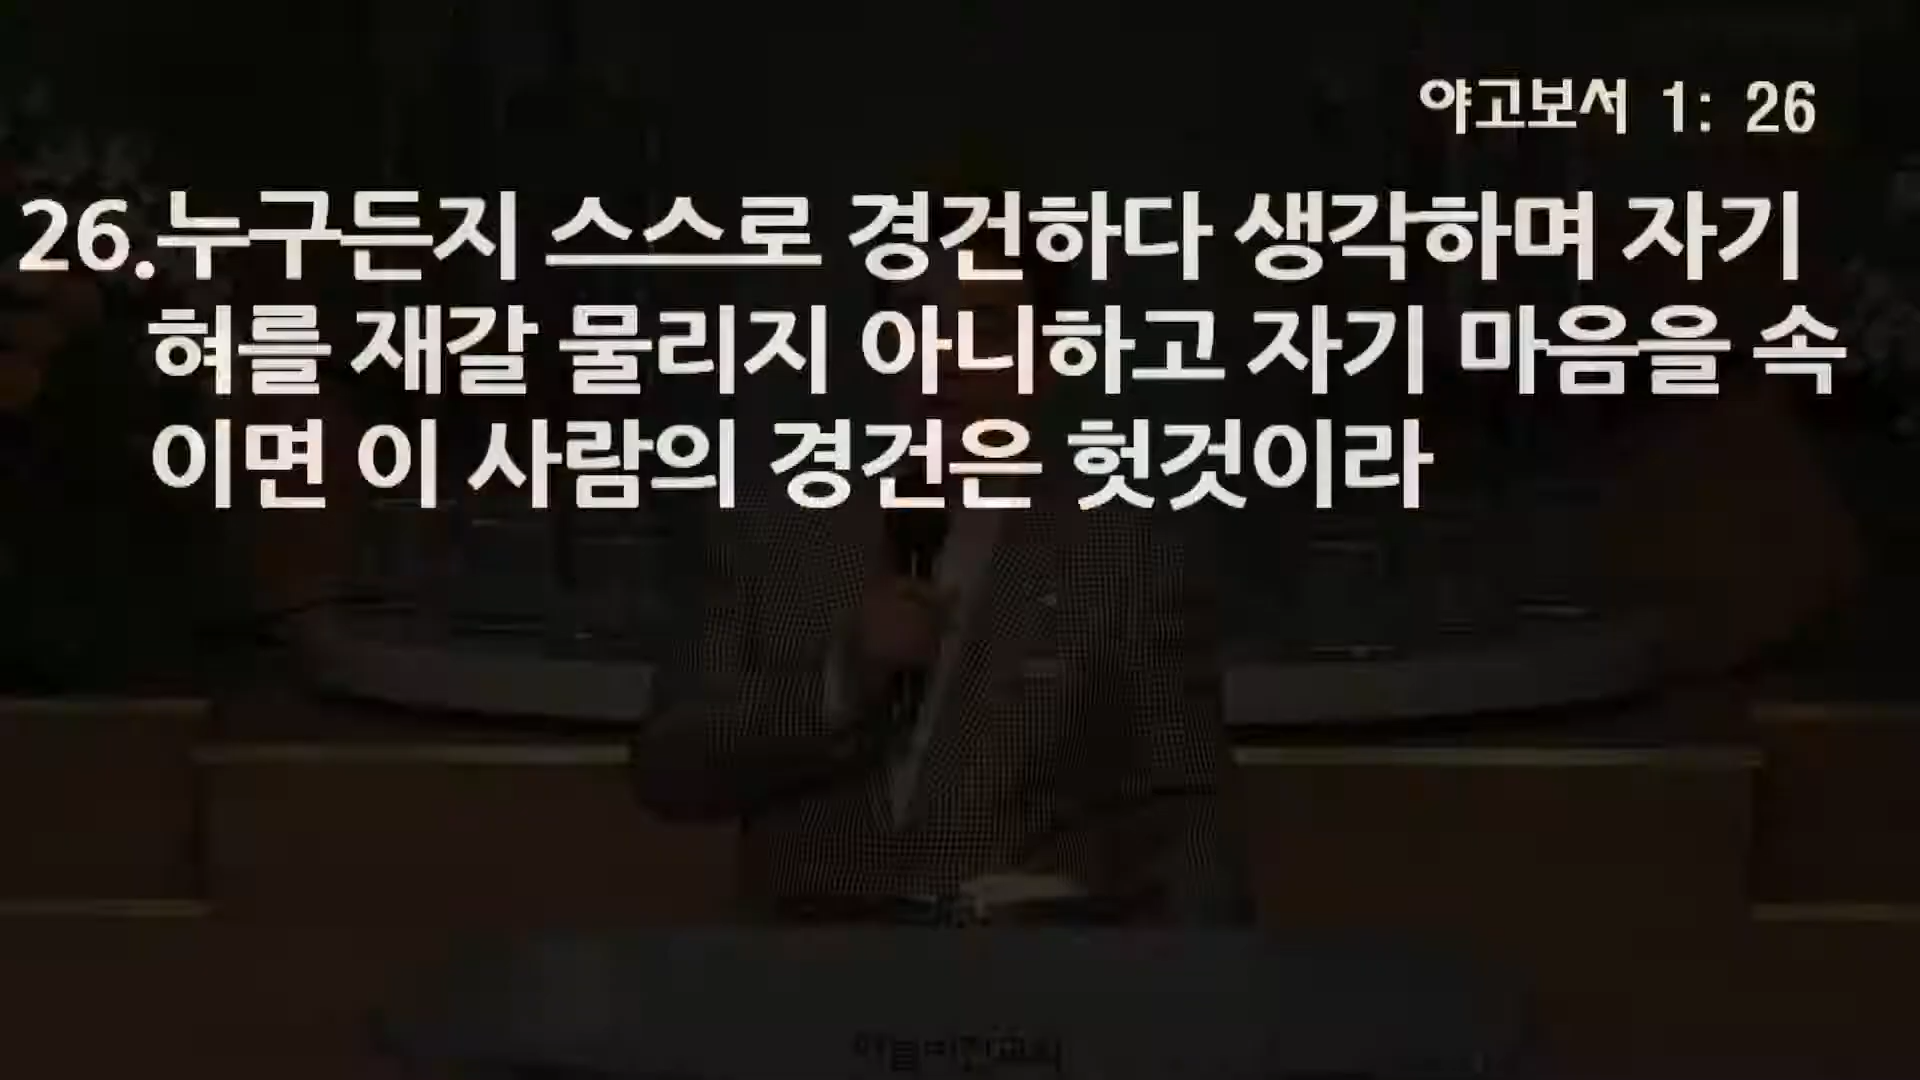 야고보서 1: 26
26.누구든지 스스로 경건하다 생각하며 자기
혀를 재갈 물리지 아니하고 자기 마음을 속
이면 이 사람의 경건은 헛것이라